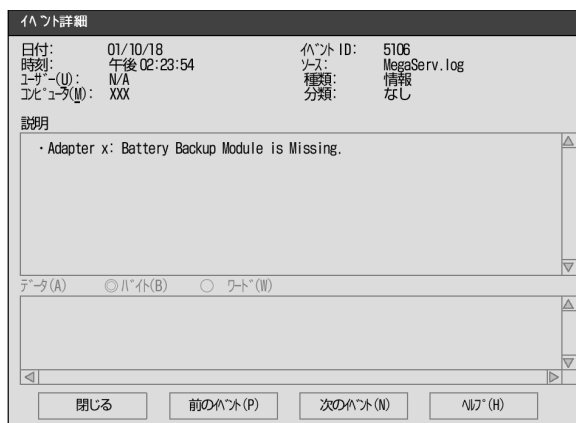 イベント詳細
日付: 01/10/18 イベント ID: 5106
時刻: 午後 02:23:54 ソース: MegaServ.log
ユーザー(U): N/A 種類: 情報
コンピュータ(M): XXX 分類: なし
説明
・Adapter x: Battery Backup Module is Missing.
データ(A) バイト(B) ワード(W)
閉じる 前のイベント(P) 次のイベント(N) ヘルプ(H)